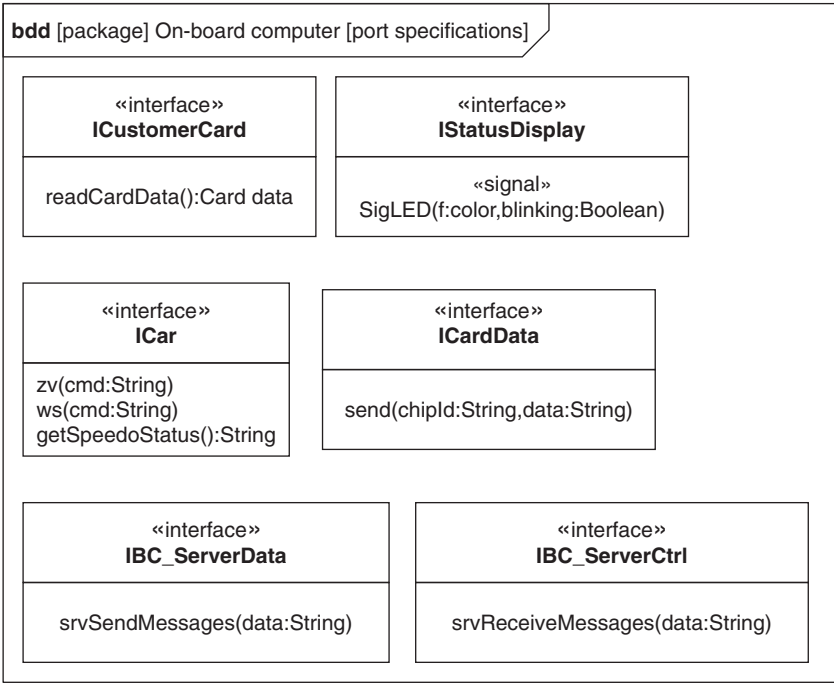 bdd [package] On-board computer [port specifications]
«interface»
ICustomerCard
readCardData():Card data
«interface»
IStatusDisplay
«signal»
SigLED(f:color,blinking:Boolean)
«interface»
ICar
zv(cmd:String)
ws(cmd:String)
getSpeedoStatus():String
«interface»
ICardData
send(chipId:String,data:String)
«interface»
IBC_ServerData
srvSendMessages(data:String)
«interface»
IBC_ServerCtrl
srvReceiveMessages(data:String)